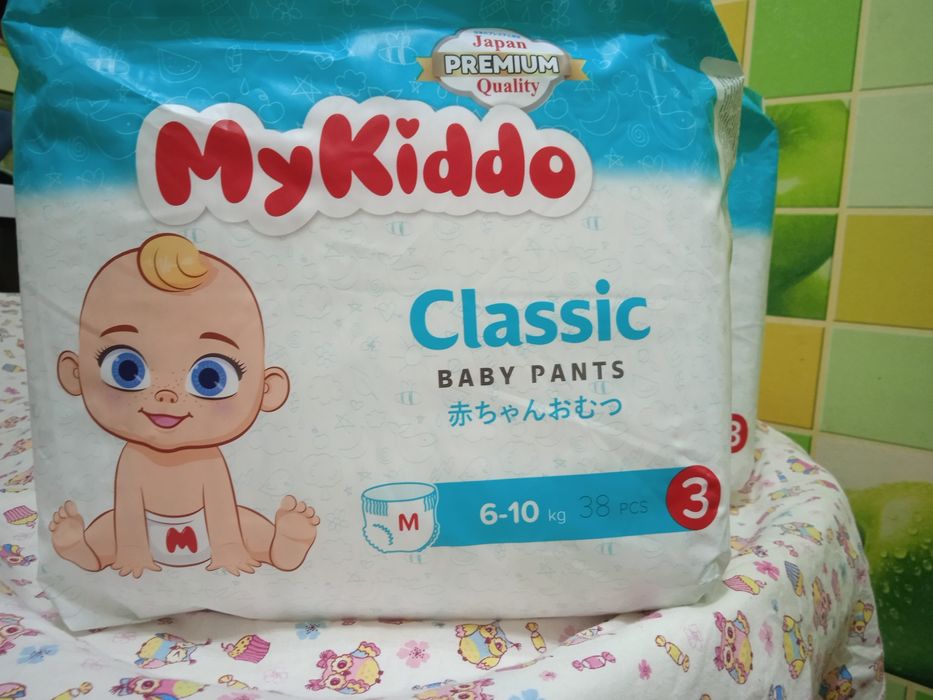 Japan
PREMIUM
Quality
MyKiddo
Classic
BABY PANTS
赤ちゃんおむつ
M
M
6-10 kg 38 PCS
3
3